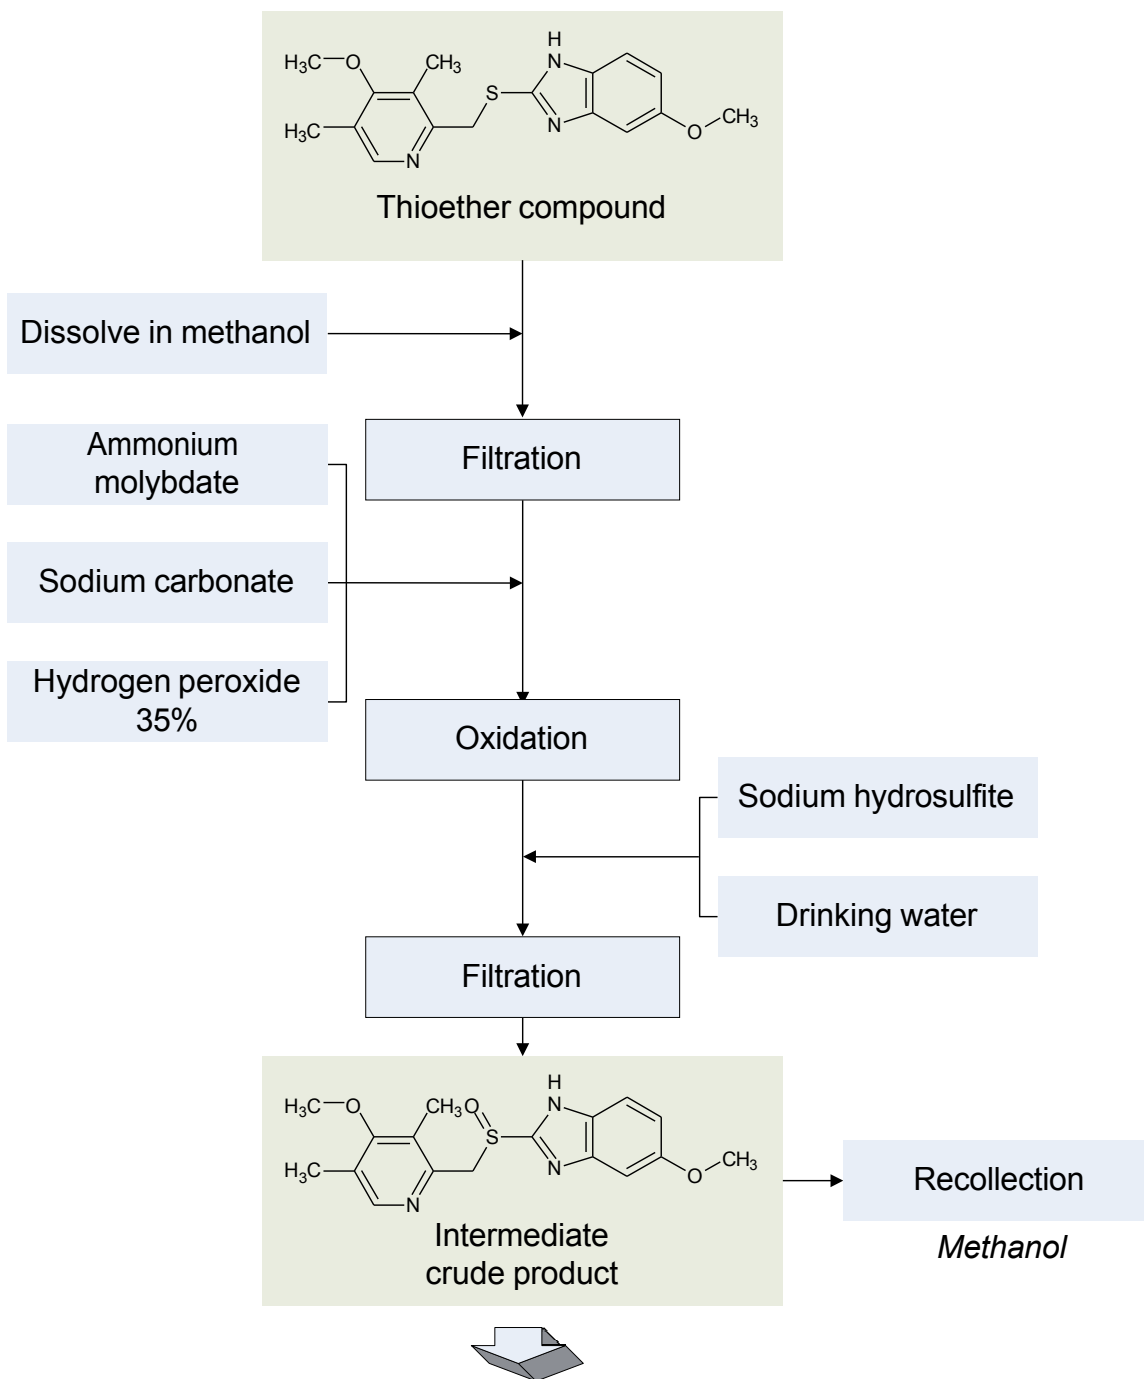 H
H₃C O CH₃ N
S
H₃C N O CH₃
N
Thioether compound
Dissolve in methanol
Filtration
Ammonium
molybdate
Sodium carbonate
Hydrogen peroxide
35%
Oxidation
Sodium hydrosulfite
Drinking water
Filtration
H
H₃C O CH₃ O N
S
H₃C N O CH₃
N
Intermediate
crude product
Recollection
Methanol